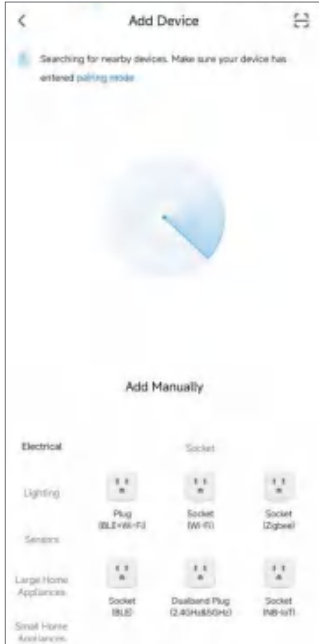 Add Device
Searching for nearby devices. Make sure your device has
entered pairing mode
Add Manually
Electrical
Socket
Lighting
Plug
(BLE+Wi-Fi)
Socket
(Wi-Fi)
Socket
(Zigbee)
Sensors
Large Home
Appliances
Socket
(BLE)
Dualband Plug
(2.4GHz&5GHz)
Socket
(NB-IoT)
Small Home
Appliances